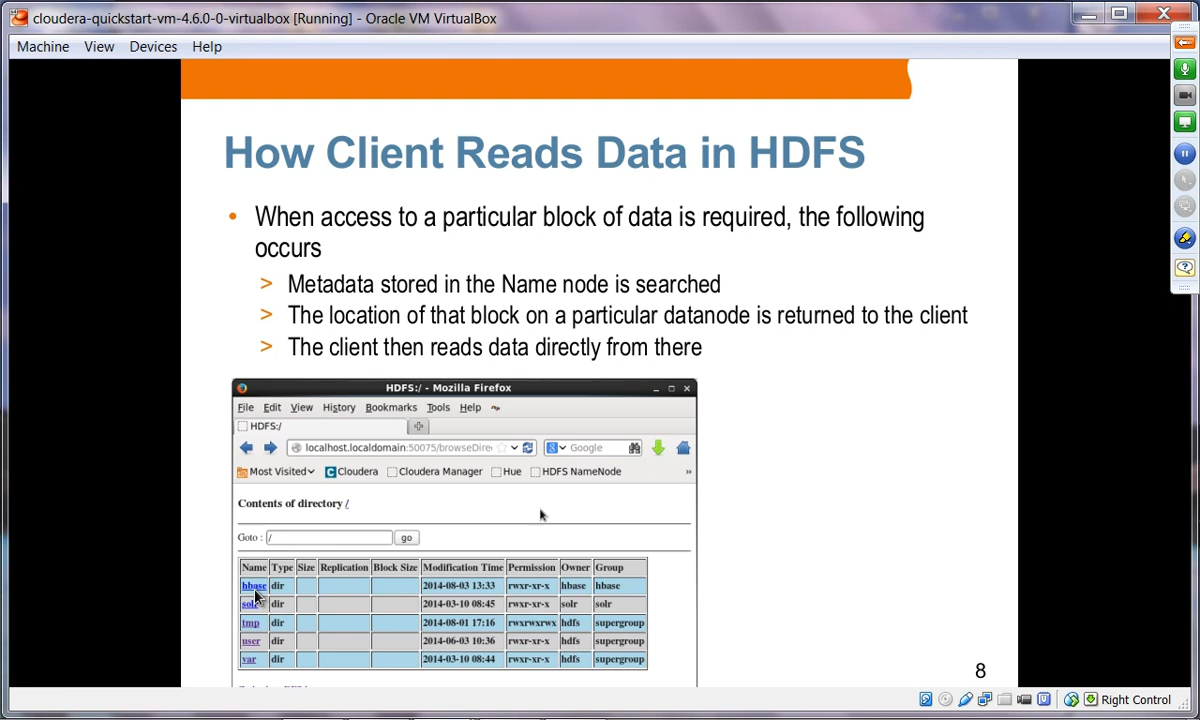 cloudera-quickstart-vm-4.6.0-0-virtualbox [Running] - Oracle VM VirtualBox
Machine View Devices Help
How Client Reads Data in HDFS
• When access to a particular block of data is required, the following
occurs
> Metadata stored in the Name node is searched
> The location of that block on a particular datanode is returned to the client
> The client then reads data directly from there
HDFS:/ - Mozilla Firefox
File Edit View History Bookmarks Tools Help
HDFS:/
localhost.localdomain:50075/browseDire
Google
Most Visited Cloudera Cloudera Manager Hue HDFS NameNode »
Contents of directory /
Goto : / go
Name Type Size Replication Block Size Modification Time Permission Owner Group
hbase dir 2014-08-03 13:33 rwxr-xr-x hbase hbase
solr dir 2014-03-10 08:45 rwxr-xr-x solr solr
tmp dir 2014-08-01 17:16 rwxrwxrwx hdfs supergroup
user dir 2014-06-03 10:36 rwxr-xr-x hdfs supergroup
var dir 2014-03-10 08:44 rwxr-xr-x hdfs supergroup
8
Right Control